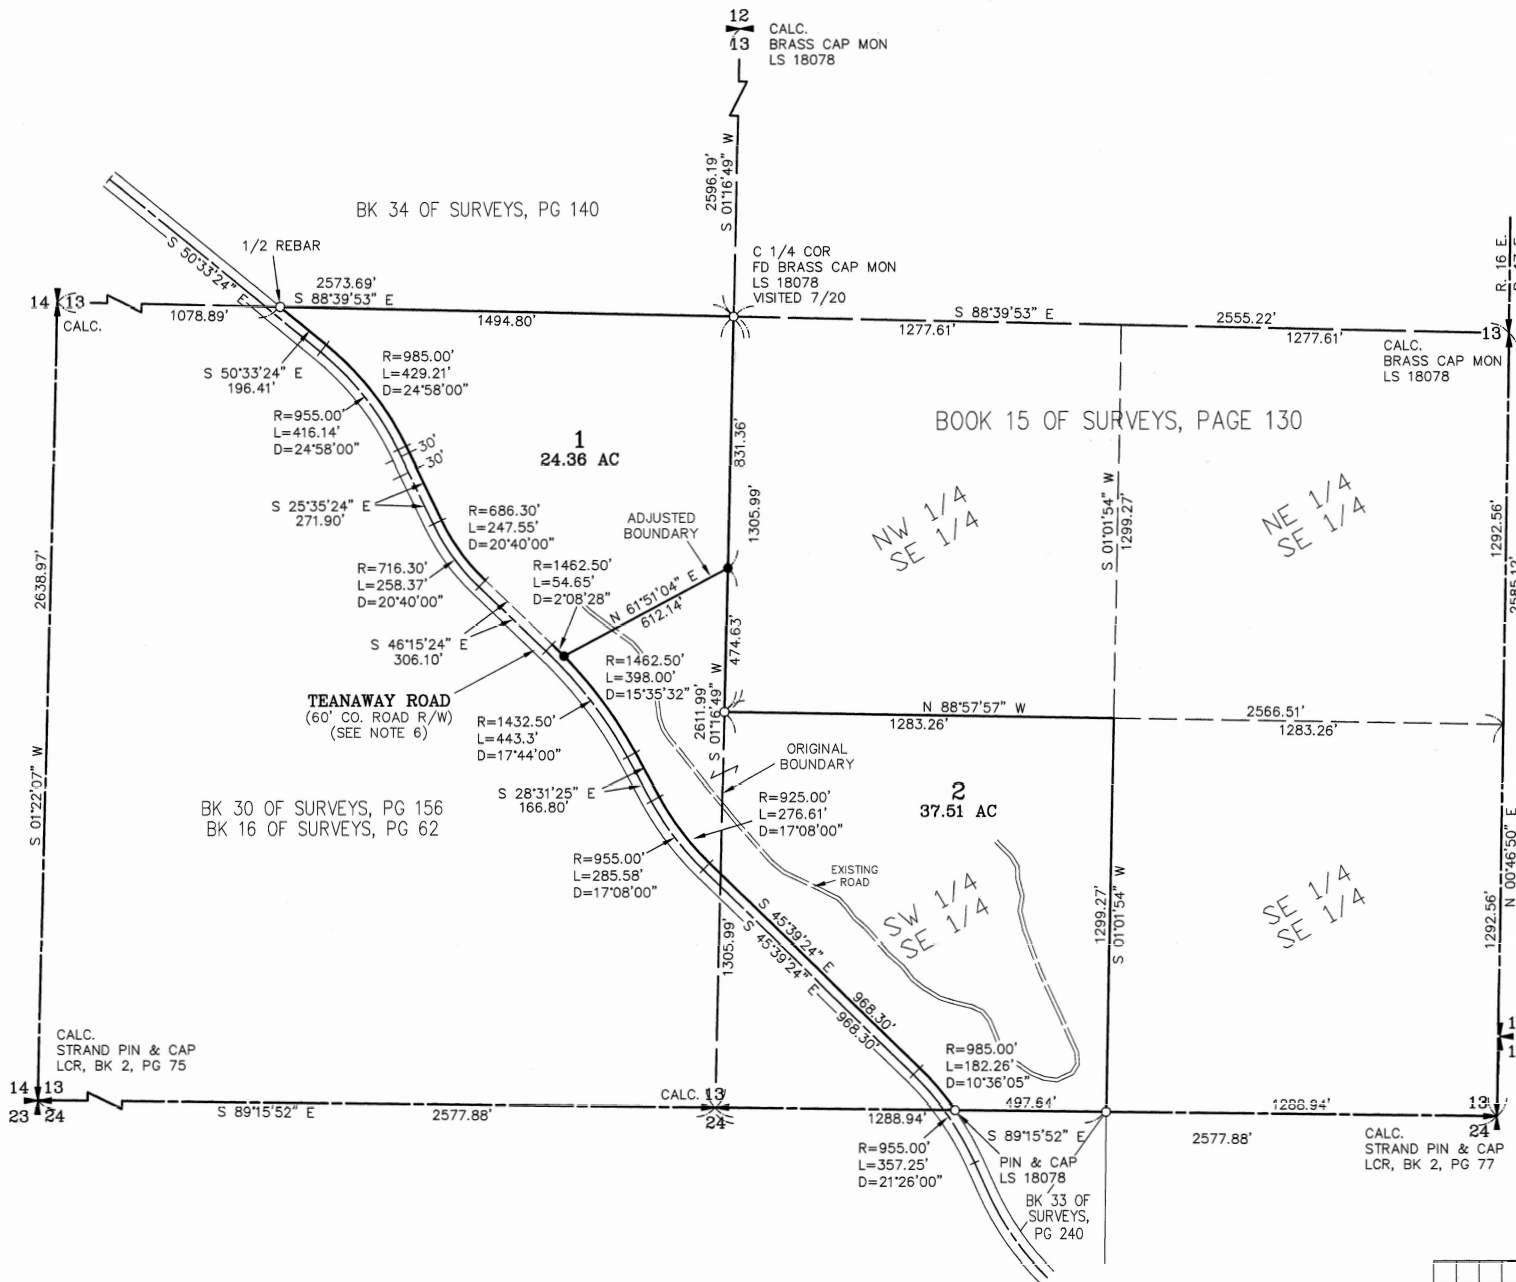 12
13
CALC.
BRASS CAP MON
LS 18078
2596.19'
S 01°16'49" W
BK 34 OF SURVEYS, PG 140
S 50°33'24" E
1/2 REBAR
C 1/4 COR
FD BRASS CAP MON
LS 18078
VISITED 7/20
R. 16 E.
14 13
CALC.
2573.69'
S 88°39'53" E
1078.89'
1494.80'
S 88°39'53" E
1277.61'
2555.22'
1277.61'
13
CALC.
BRASS CAP MON
LS 18078
S 50°33'24" E
196.41'
R=985.00'
L=429.21'
D=24°58'00"
R=955.00'
L=416.14'
D=24°58'00"
30'
30'
1
24.36 AC
831.36'
1305.99'
BOOK 15 OF SURVEYS, PAGE 130
S 01°01'54" W
1299.27'
NW 1/4
SE 1/4
NE 1/4
SE 1/4
1292.56'
2585.12'
S 25°35'24" E
271.90'
R=686.30'
L=247.55'
D=20°40'00"
ADJUSTED
BOUNDARY
R=716.30'
L=258.37'
D=20°40'00"
R=1462.50'
L=54.65'
D=2°08'28"
N 61°51'04" E
612.14'
2638.97'
S 01°22'07" W
S 46°15'24" E
306.10'
R=1462.50'
L=398.00'
D=15°35'32"
474.63'
2611.99'
S 01°16'49" W
TEANAWAY ROAD
(60' CO. ROAD R/W)
(SEE NOTE 6)
N 88°57'57" W
1283.26'
2566.51'
1283.26'
R=1432.50'
L=443.3'
D=17°44'00"
ORIGINAL
BOUNDARY
S 28°31'25" E
166.80'
R=925.00'
L=276.61'
D=17°08'00"
2
37.51 AC
BK 30 OF SURVEYS, PG 156
BK 16 OF SURVEYS, PG 62
R=955.00'
L=285.58'
D=17°08'00"
EXISTING
ROAD
SW 1/4
SE 1/4
SE 1/4
SE 1/4
1299.27'
S 01°01'54" W
1292.56'
N 00°46'50" E
S 45°39'24" E
968.30'
S 45°39'24" E
968.30'
1305.99'
CALC.
STRAND PIN & CAP
LCR, BK 2, PG 75
14 13
23 24
S 89°15'52" E
2577.88'
CALC. 13
24
R=985.00'
L=182.26'
D=10°36'05"
1288.94'
497.64'
S 89°15'52" E
1288.94'
2577.88'
13
24
1
1
CALC.
STRAND PIN & CAP
LCR, BK 2, PG 77
R=955.00'
L=357.25'
D=21°26'00"
PIN & CAP
LS 18078
BK 33 OF
SURVEYS,
PG 240